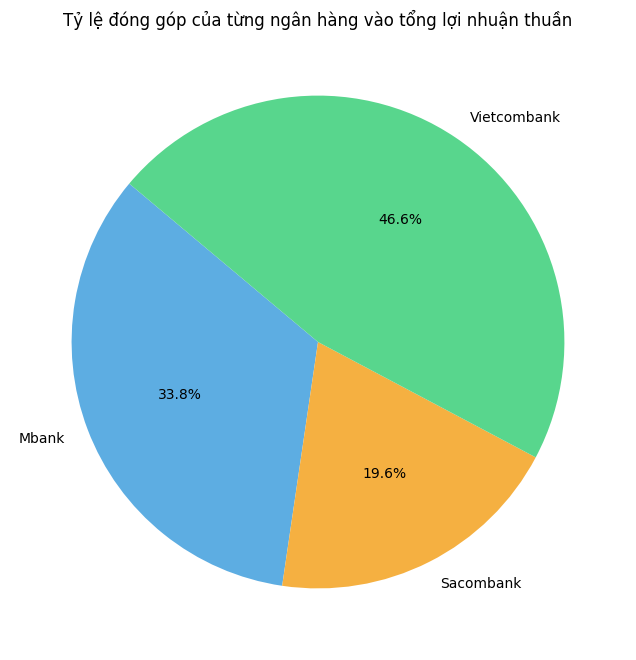 Tỷ lệ đóng góp của từng ngân hàng vào tổng lợi nhuận thuần
Vietcombank
46.6%
33.8%
Mbank
19.6%
Sacombank